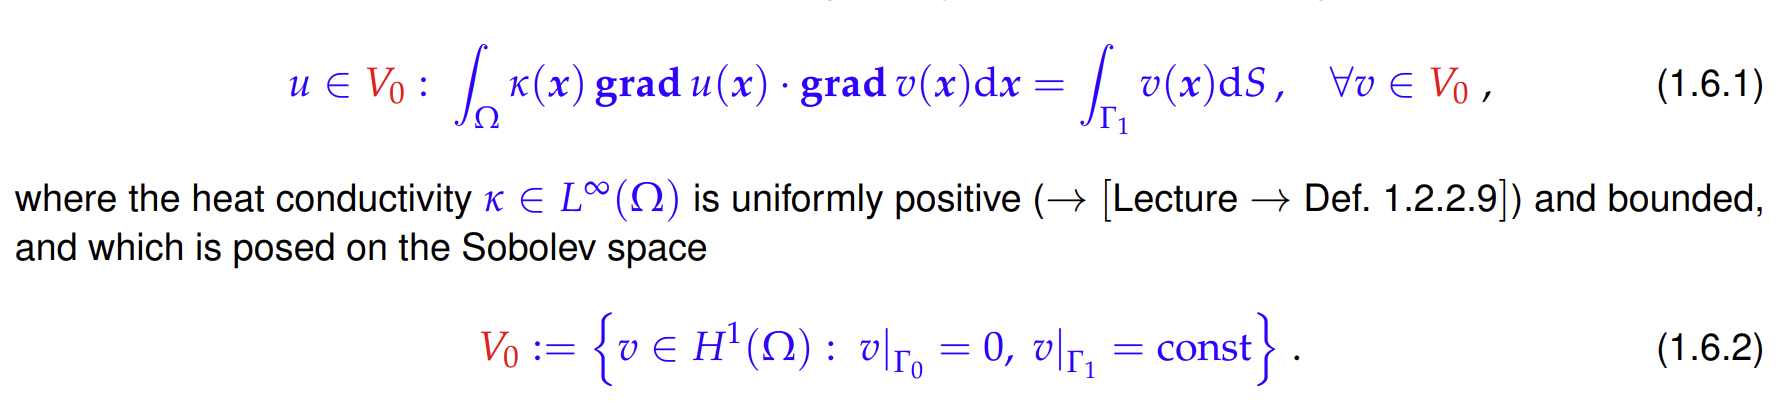 u ∈ V₀ : ∫_Ω κ(x) grad u(x) · grad v(x)dx = ∫_Γ₁ v(x)dS , ∀v ∈ V₀ , (1.6.1)
where the heat conductivity κ ∈ L^∞(Ω) is uniformly positive (→ [Lecture → Def. 1.2.2.9]) and bounded,
and which is posed on the Sobolev space
V₀ := { v ∈ H¹(Ω) : v|_Γ₀ = 0, v|_Γ₁ = const } . (1.6.2)